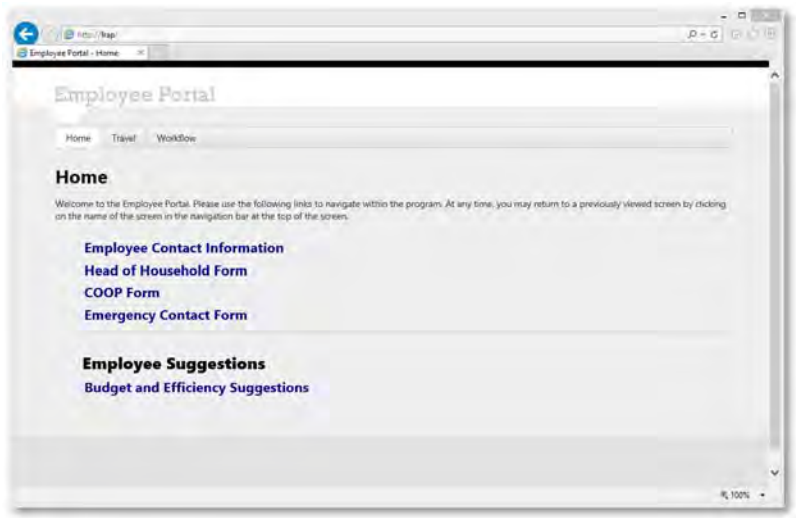 http://lrap/
Employee Portal - Home
Employee Portal
Home Travel Workflow
Home
Welcome to the Employee Portal. Please use the following links to navigate within the program. At any time, you may return to a previously viewed screen by clicking
on the name of the screen in the navigation bar at the top of the screen.
Employee Contact Information
Head of Household Form
COOP Form
Emergency Contact Form
Employee Suggestions
Budget and Efficiency Suggestions
100%